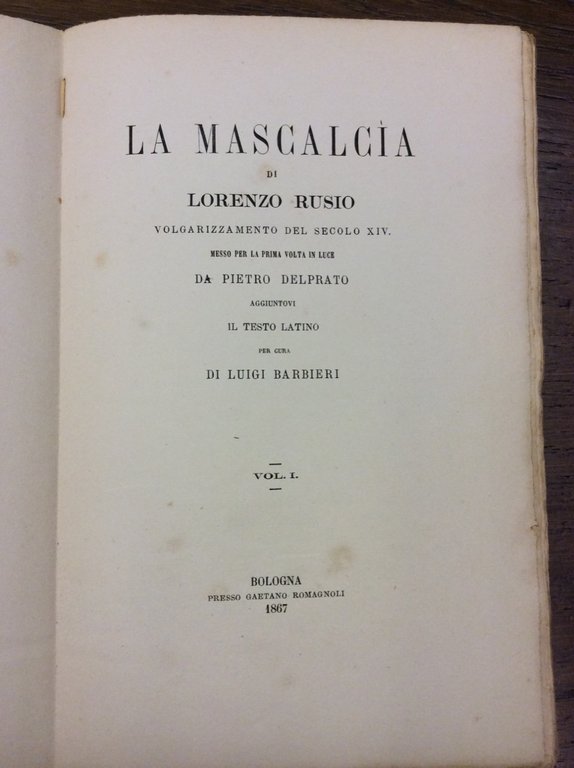 LA MASCALCÌA
DI
LORENZO RUSIO
VOLGARIZZAMENTO DEL SECOLO XIV.
MESSO PER LA PRIMA VOLTA IN LUCE
DA PIETRO DELPRATO
AGGIUNTOVI
IL TESTO LATINO
PER CURA
DI LUIGI BARBIERI
VOL. I.
BOLOGNA
PRESSO GAETANO ROMAGNOLI
1867